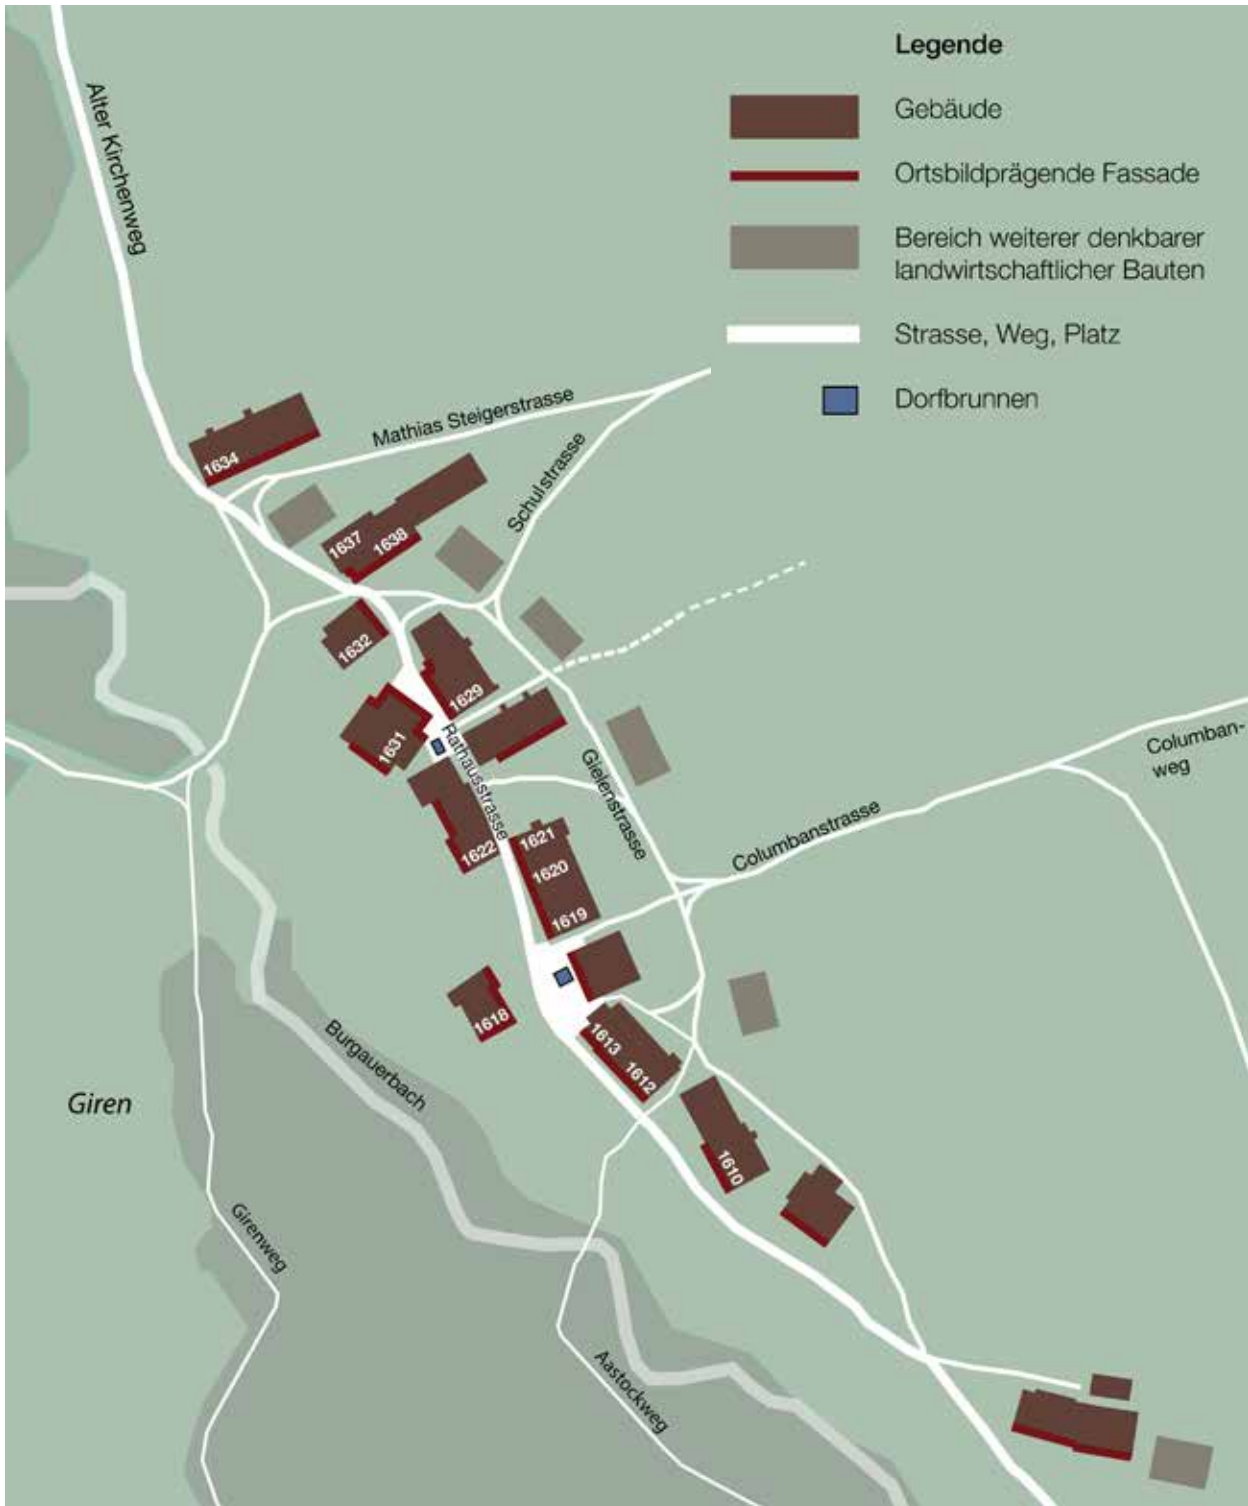 Legende
Gebäude
Ortsbildprägende Fassade
Bereich weiterer denkbarer
landwirtschaftlicher Bauten
Strasse, Weg, Platz
Dorfbrunnen
Alter Kirchenweg
Mathias Steigerstrasse
Schulstrasse
1634
1637
1638
1632
1629
1631
Rathausstrasse
Gielenstrasse
Columban-
weg
Columbanstrasse
1622
1621
1620
1619
1618
1613
1612
Burgauerbach
Giren
1610
Girenweg
Aastockweg